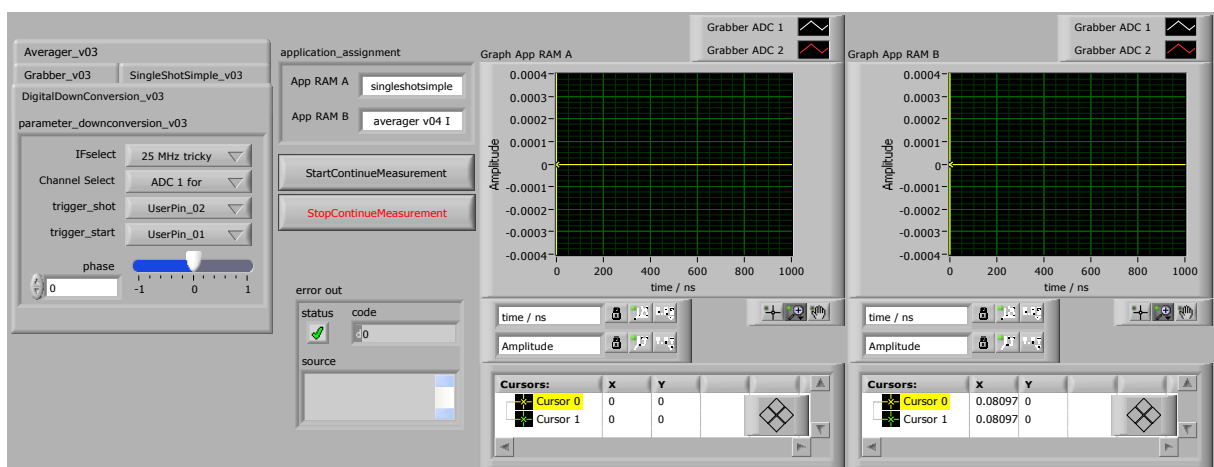 Averager_v03
Grabber_v03
SingleShotSimple_v03
DigitalDownConversion_v03
parameter_downconversion_v03
IFselect
25 MHz tricky
Channel Select
ADC 1 for
trigger_shot
UserPin_02
trigger_start
UserPin_01
phase
0
-1
0
1
application_assignment
App RAM A
singleshotsimple
App RAM B
averager v04 I
StartContinueMeasurement
StopContinueMeasurement
error out
status
code
0
source
Graph App RAM A
Grabber ADC 1
Grabber ADC 2
Amplitude
0.0004
0.0003
0.0002
0.0001
0
-0.0001
-0.0002
-0.0003
-0.0004
0
200
400
600
800
1000
time / ns
time / ns
Amplitude
Cursors:
X
Y
Cursor 0
0
0
Cursor 1
0
0
Graph App RAM B
Grabber ADC 1
Grabber ADC 2
Amplitude
0.0004
0.0003
0.0002
0.0001
0
-0.0001
-0.0002
-0.0003
-0.0004
0
200
400
600
800
1000
time / ns
time / ns
Amplitude
Cursors:
X
Y
Cursor 0
0.08097
0
Cursor 1
0.08097
0